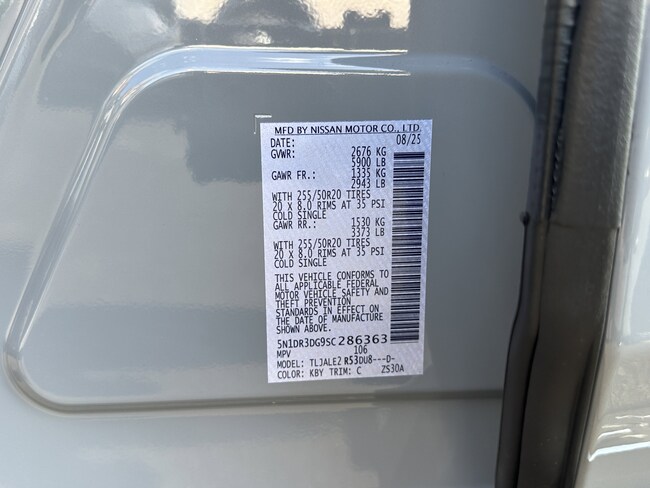 MFD BY NISSAN MOTOR CO., LTD.
DATE: 08/25
GVWR: 2676 KG
5900 LB
GAWR FR.: 1335 KG
2943 LB
WITH 255/50R20 TIRES
20 x 8.0 RIMS AT 35 PSI
COLD SINGLE
GAWR RR.: 1530 KG
3373 LB
WITH 255/50R20 TIRES
20 x 8.0 RIMS AT 35 PSI
COLD SINGLE
THIS VEHICLE CONFORMS TO
ALL APPLICABLE FEDERAL
MOTOR VEHICLE SAFETY AND
THEFT PREVENTION
STANDARDS IN EFFECT ON
THE DATE OF MANUFACTURE
SHOWN ABOVE.
5N1DR3DG9SC286363
MPV 106
MODEL: TLJALE2 R53DU8---D-
COLOR: KBY TRIM: C ZS30A